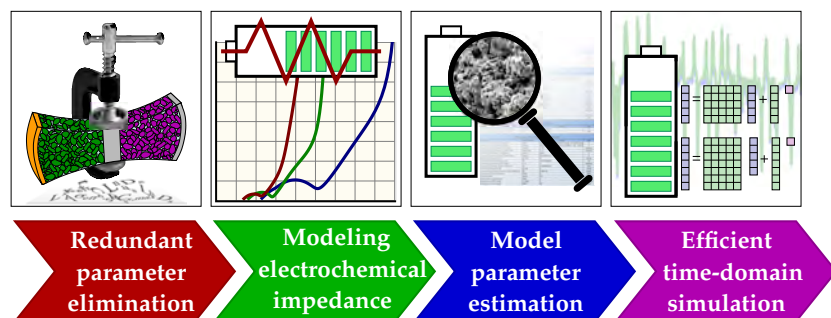 Redundant
parameter
elimination
Modeling
electrochemical
impedance
Model
parameter
estimation
Efficient
time-domain
simulation